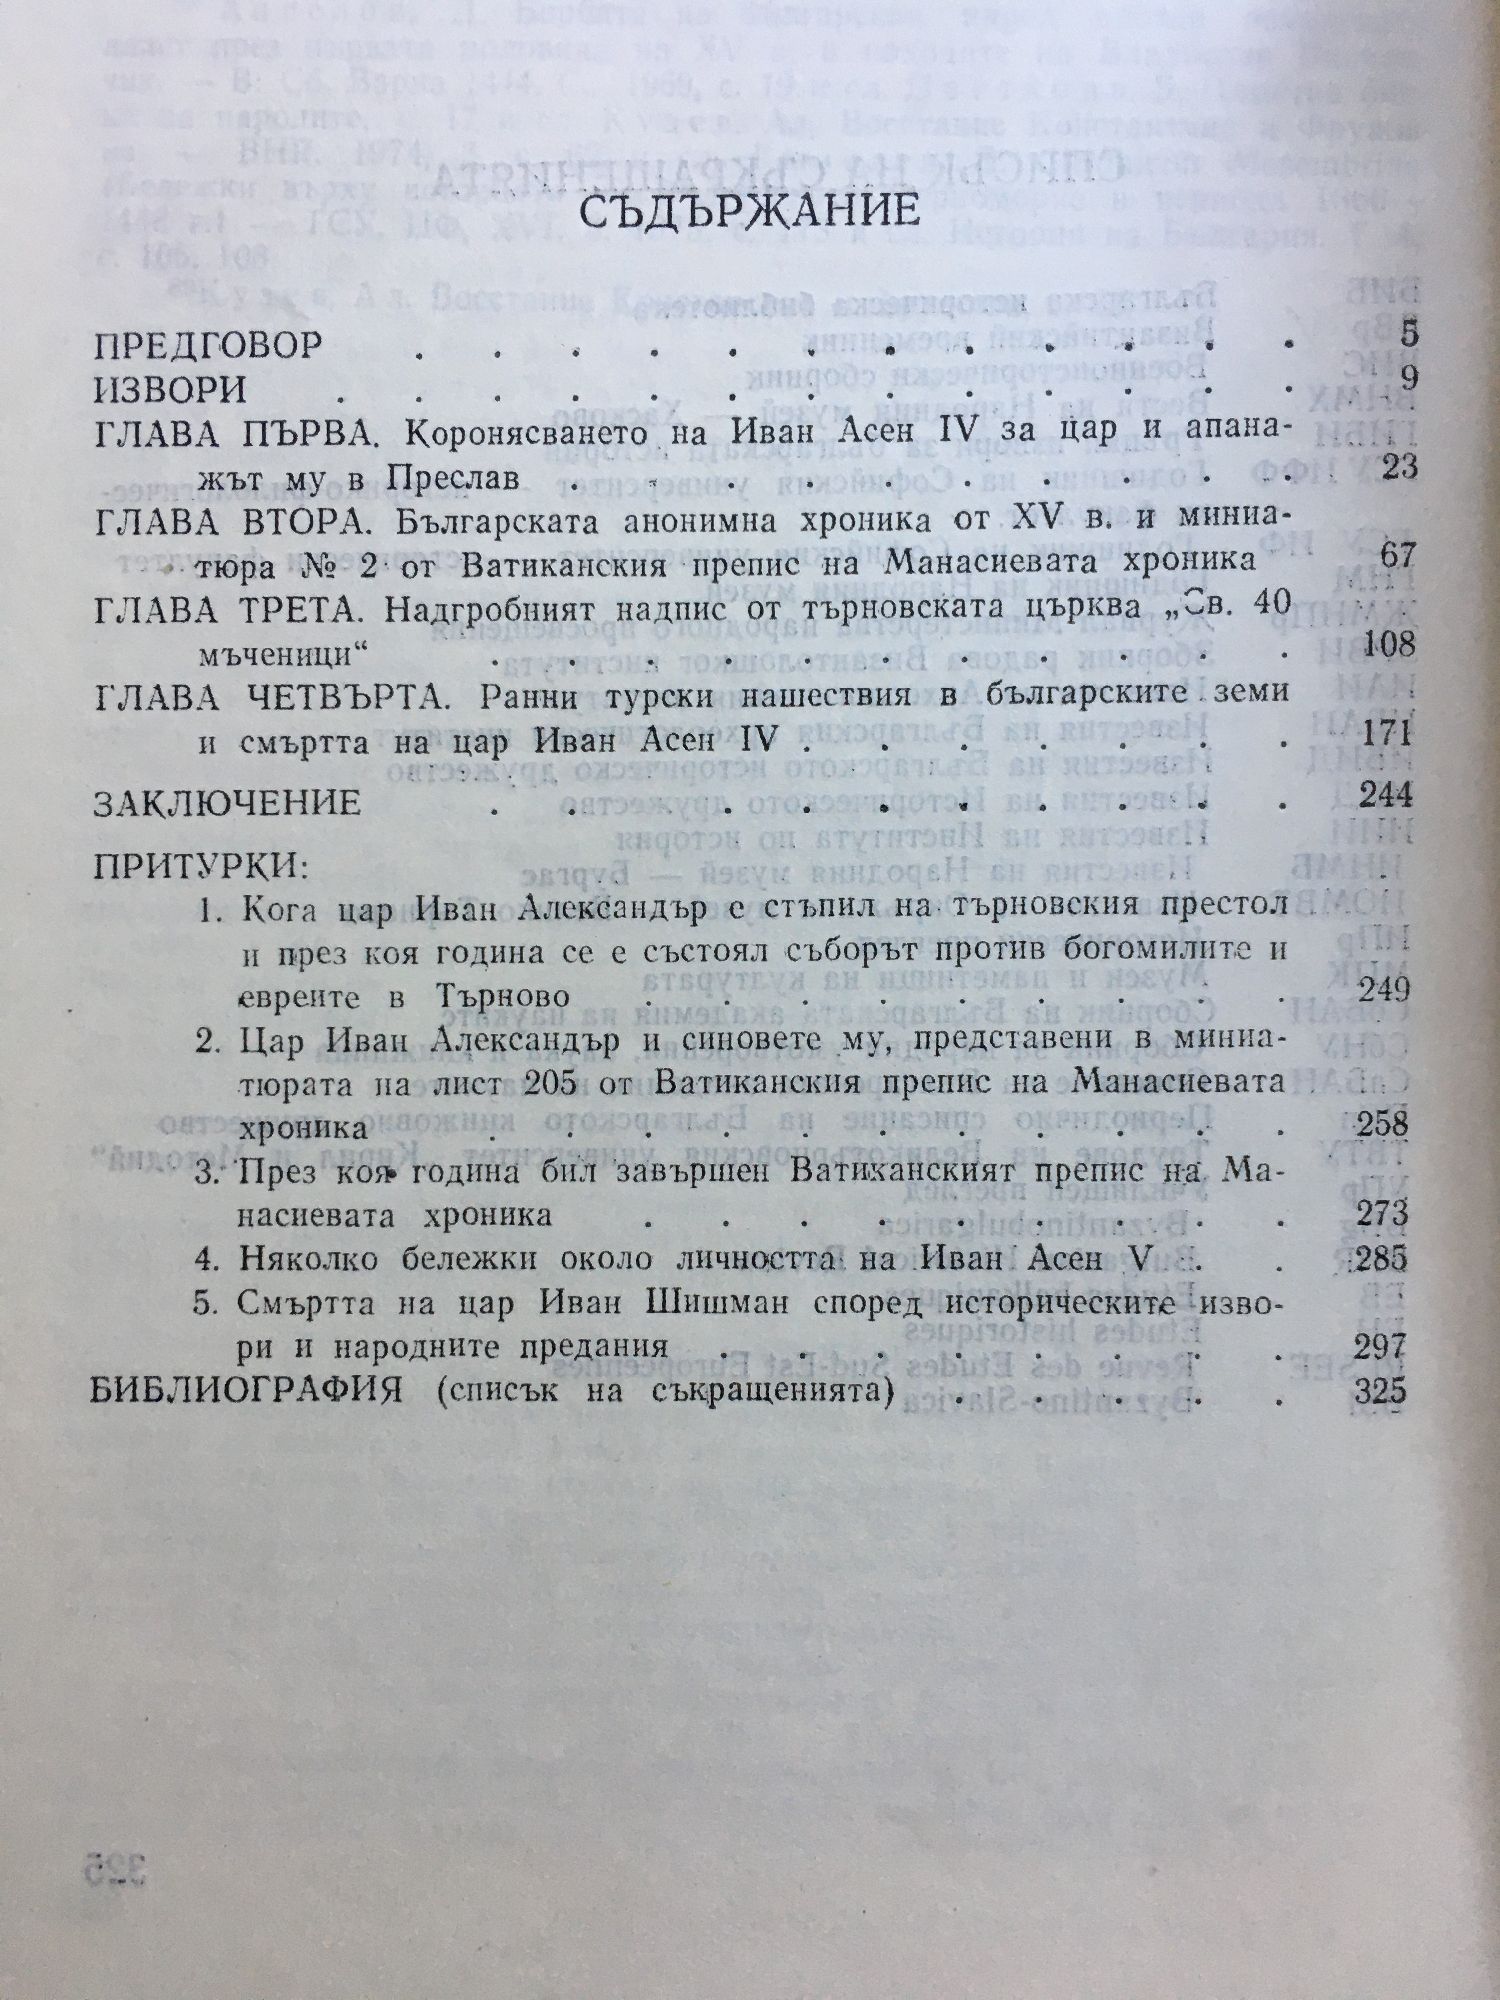 СЪДЪРЖАНИЕ
ПРЕДГОВОР . . . . . . . . . . . . 5
ИЗВОРИ . . . . . . . . . . . . . 9
ГЛАВА ПЪРВА. Коронясването на Иван Асен IV за цар и апана-
жът му в Преслав . . . . . . . . . . 23
ГЛАВА ВТОРА. Българската анонимна хроника от XV в. и миниа-
тюра № 2 от Ватиканския препис на Манасиевата хроника 67
ГЛАВА ТРЕТА. Надгробният надпис от търновската църква „Св. 40
мъченици“ . . . . . . . . . . . 108
ГЛАВА ЧЕТВЪРТА. Ранни турски нашествия в българските земи
и смъртта на цар Иван Асен IV . . . . . . . 171
ЗАКЛЮЧЕНИЕ . . . . . . . . . . 244
ПРИТУРКИ:
1. Кога цар Иван Александър е стъпил на търновския престол
и през коя година се е състоял съборът против богомилите и
евреите в Търново . . . . . . . . . 249
2. Цар Иван Александър и синовете му, представени в миниа-
тюрата на лист 205 от Ватиканския препис на Манасиевата
хроника . . . . . . . . . . . 258
3. През коя година бил завършен Ватиканският препис на Ма-
насиевата хроника . . . . . . . . . 273
4. Няколко бележки около личността на Иван Асен V . . 285
5. Смъртта на цар Иван Шишман според историческите изво-
ри и народните предания . . . . . . . . 297
БИБЛИОГРАФИЯ (списък на съкращенията) . . . . . 325